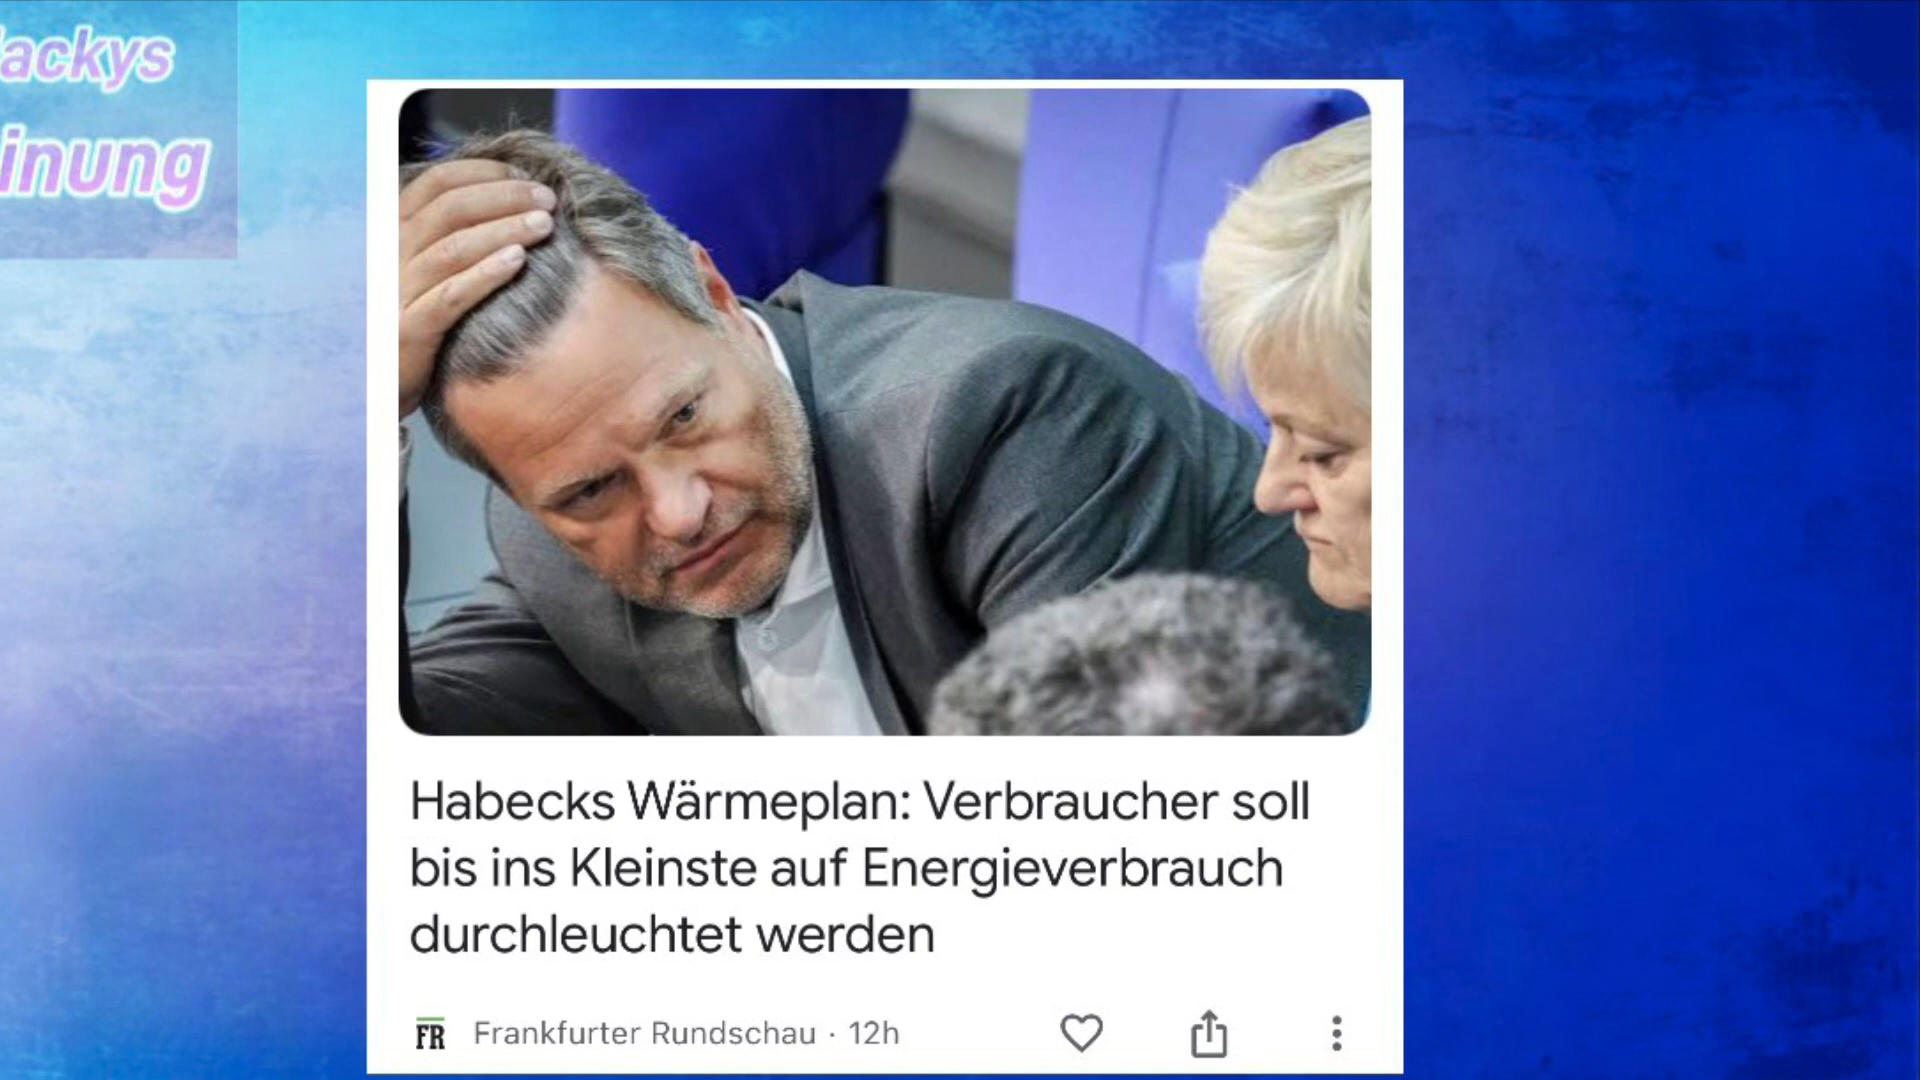 ackys
inung
Habecks Wärmeplan: Verbraucher soll
bis ins Kleinste auf Energieverbrauch
durchleuchtet werden
FR Frankfurter Rundschau · 12h